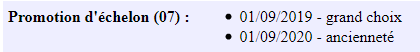 Promotion d'échelon (07) : • 01/09/2019 - grand choix
• 01/09/2020 - ancienneté